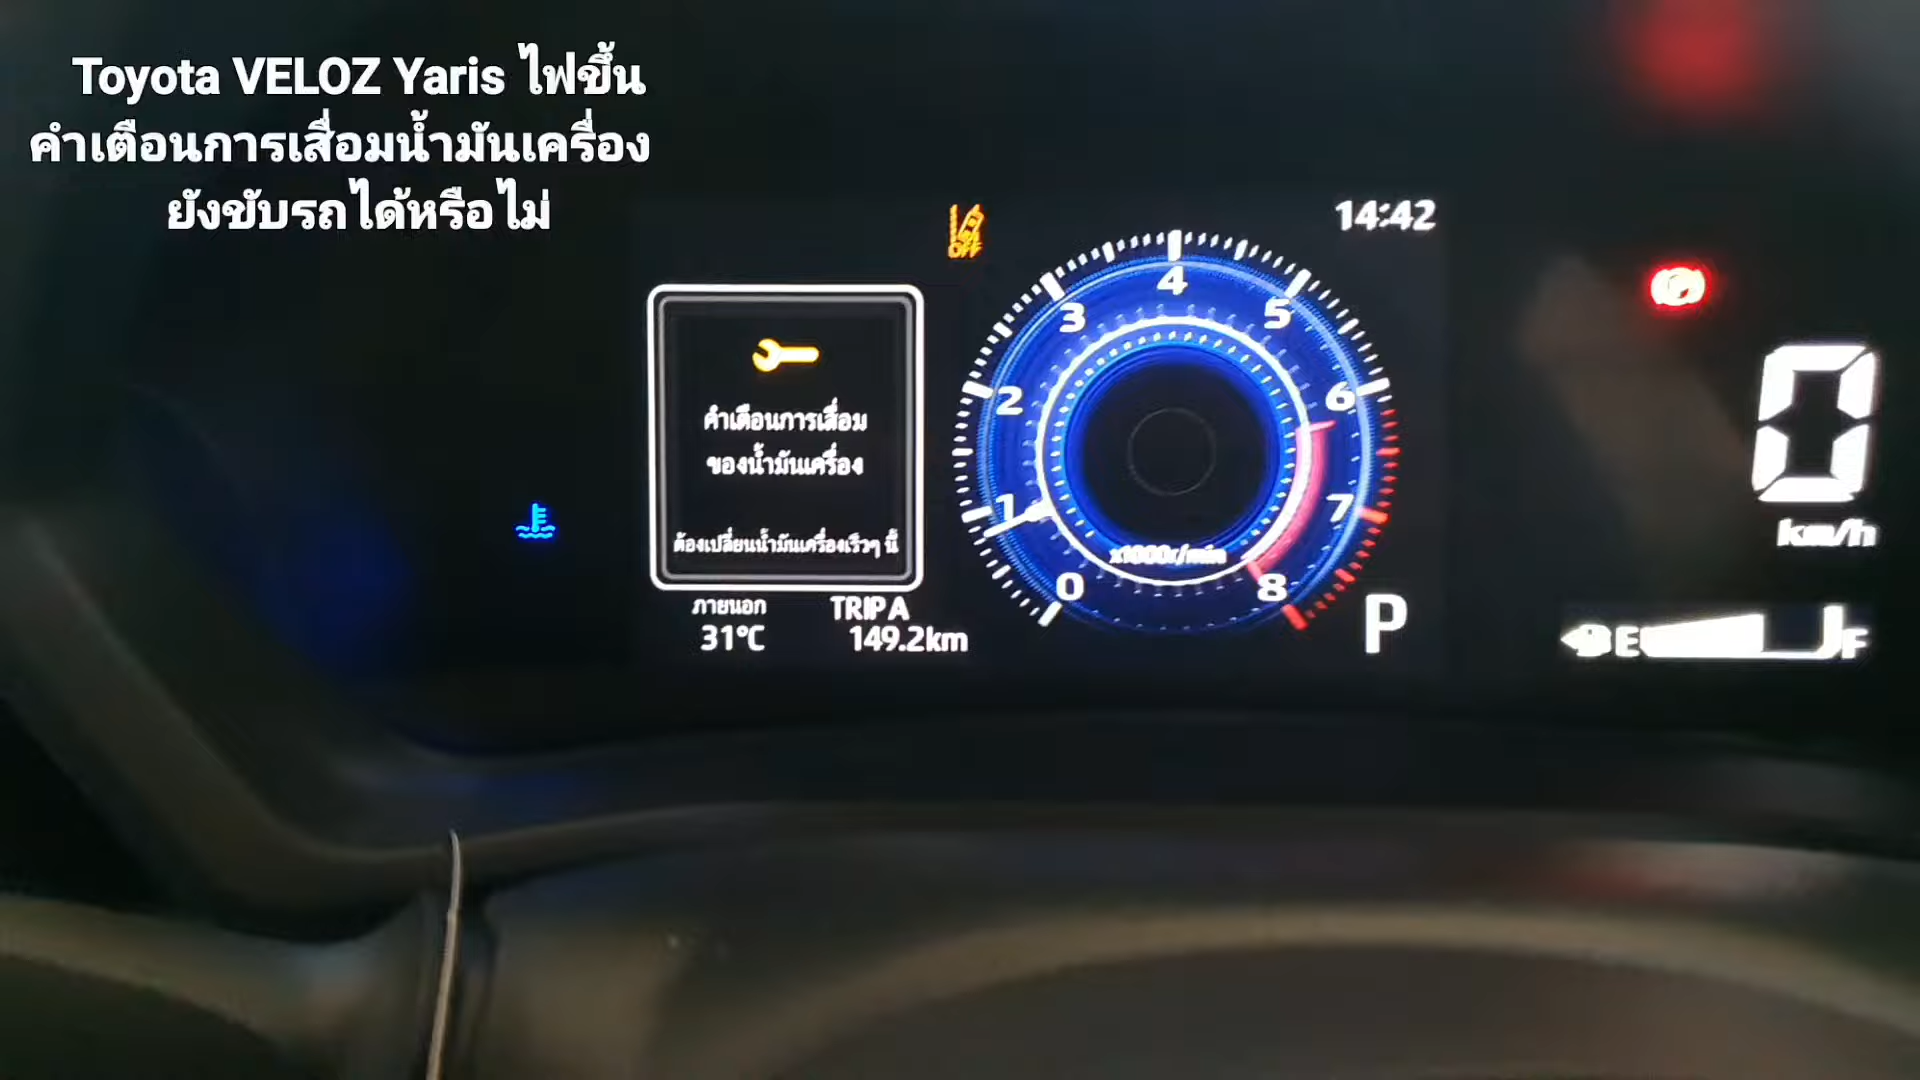 Toyota VELOZ Yaris ไฟขึ้น
คำเตือนการเสื่อมน้ำมันเครื่อง
ยังขับรถได้หรือไม่
OFF
14:42
คำเตือนการเสื่อม
ของน้ำมันเครื่อง
ต้องเปลี่ยนน้ำมันเครื่องเร็วๆ นี้
ภายนอก
31°C
TRIP A
149.2km
0
1
2
3
4
5
6
7
8
x1000r/min
P
(P)
0
km/h
E
F